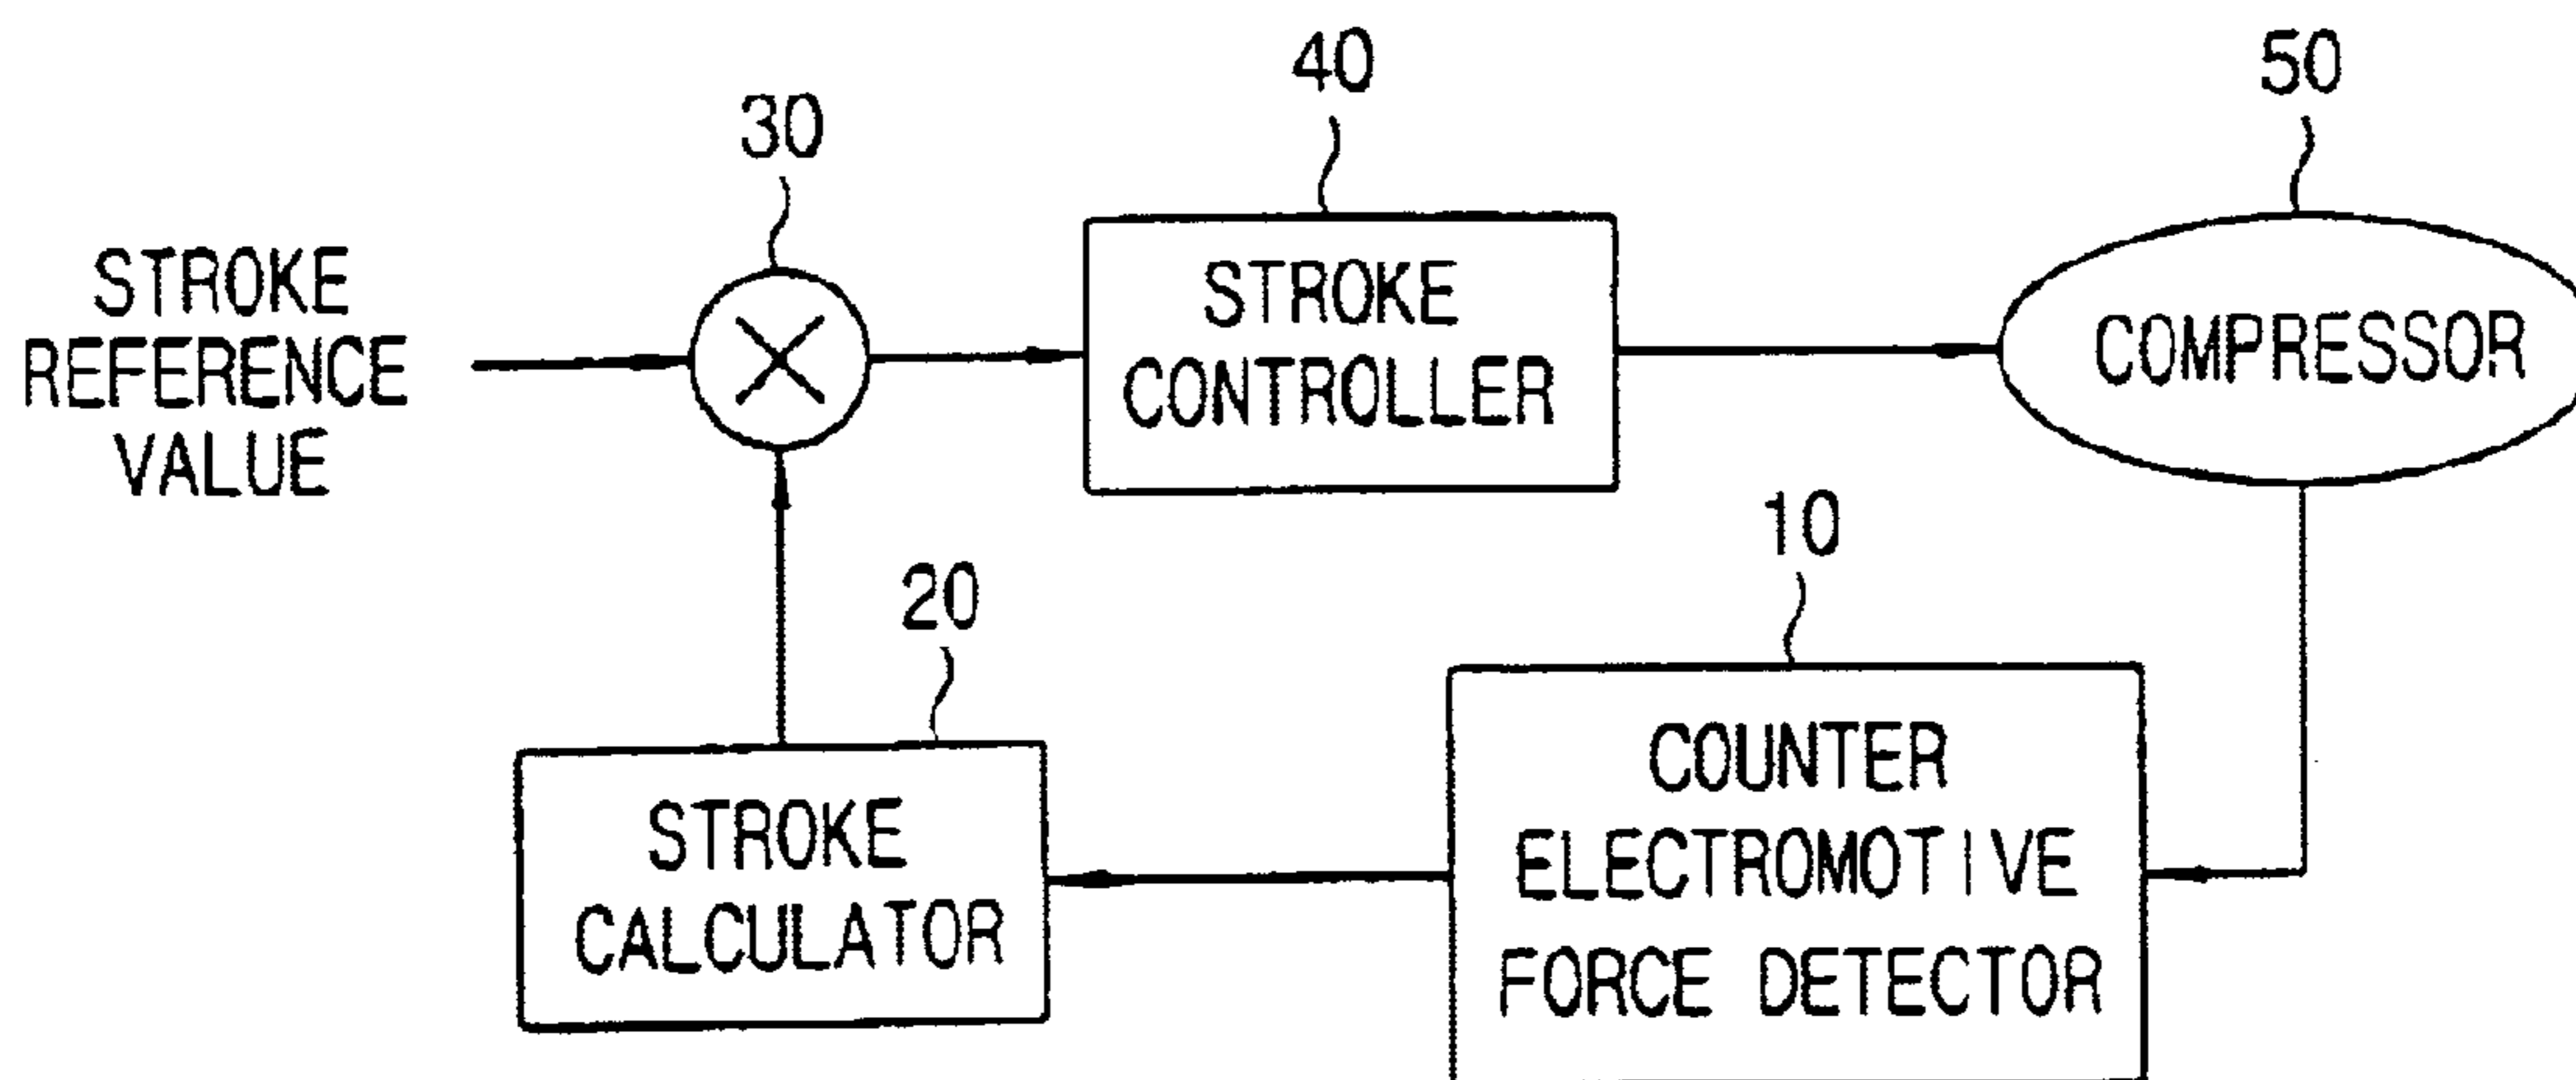 30
40
50
STROKE
REFERENCE
VALUE
STROKE
CONTROLLER
COMPRESSOR
20
10
STROKE
CALCULATOR
COUNTER
ELECTROMOTIVE
FORCE DETECTOR